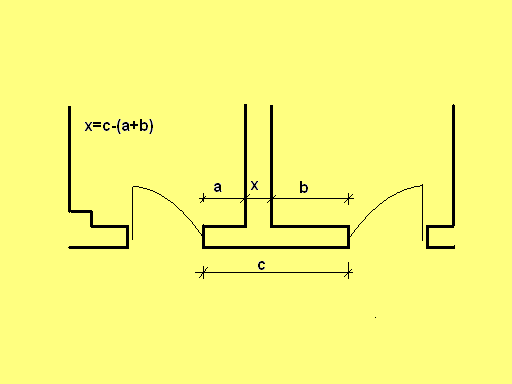 x=c-(a+b)
a x b
c